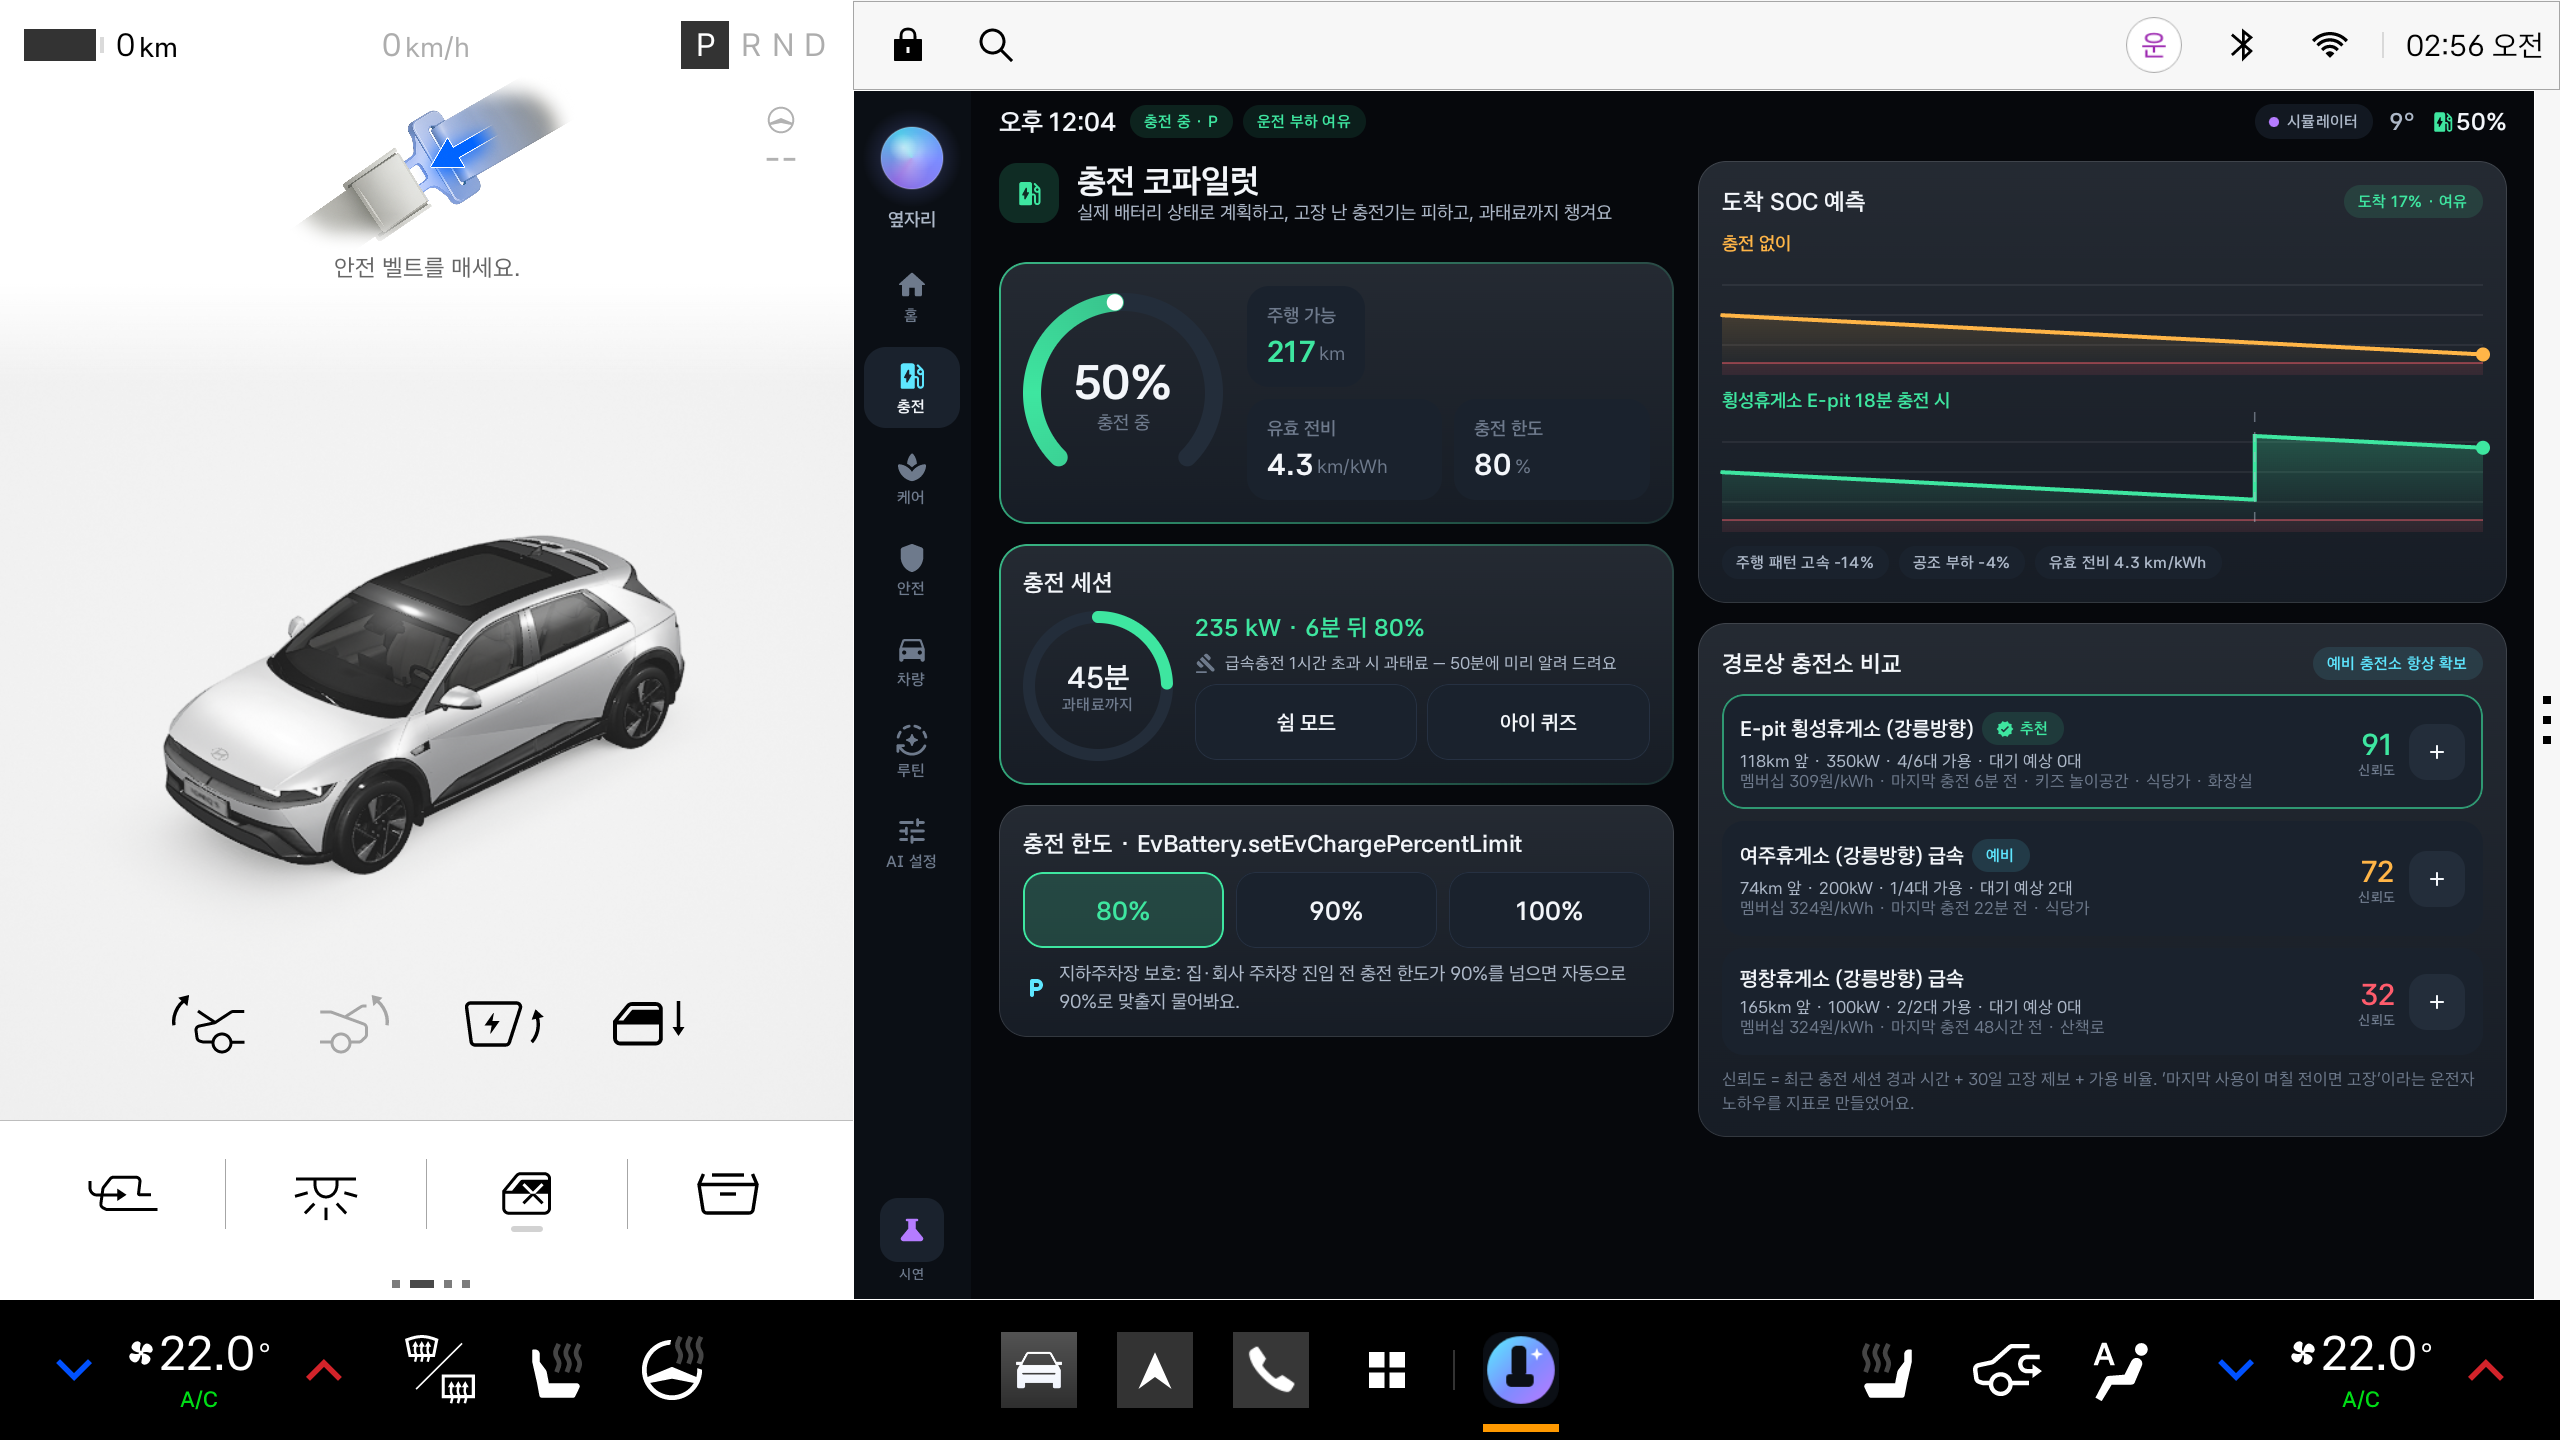 0 km
0 km/h
P R N D
안전 벨트를 매세요.
운
02:56 오전
옆자리
홈
충전
케어
안전
차량
루틴
AI 설정
시연
오후 12:04
충전 중 · P
운전 부하 여유
시뮬레이터
9°
50%
충전 코파일럿
실제 배터리 상태로 계획하고, 고장 난 충전기는 피하고, 과태료까지 챙겨요
50%
충전 중
주행 가능
217 km
유효 전비
4.3 km/kWh
충전 한도
80 %
충전 세션
45분
과태료까지
235 kW · 6분 뒤 80%
급속충전 1시간 초과 시 과태료 — 50분에 미리 알려 드려요
쉼 모드
아이 퀴즈
충전 한도 · EvBattery.setEvChargePercentLimit
80%
90%
100%
P
지하주차장 보호: 집·회사 주차장 진입 전 충전 한도가 90%를 넘으면 자동으로
90%로 맞출지 물어봐요.
도착 SOC 예측
도착 17% · 여유
충전 없이
횡성휴게소 E-pit 18분 충전 시
주행 패턴 고속 -14%
공조 부하 -4%
유효 전비 4.3 km/kWh
경로상 충전소 비교
예비 충전소 항상 확보
E-pit 횡성휴게소 (강릉방향)
추천
118km 앞 · 350kW · 4/6대 가용 · 대기 예상 0대
멤버십 309원/kWh · 마지막 충전 6분 전 · 키즈 놀이공간 · 식당가 · 화장실
91
신뢰도
+
여주휴게소 (강릉방향) 급속
예비
74km 앞 · 200kW · 1/4대 가용 · 대기 예상 2대
멤버십 324원/kWh · 마지막 충전 22분 전 · 식당가
72
신뢰도
+
평창휴게소 (강릉방향) 급속
165km 앞 · 100kW · 2/2대 가용 · 대기 예상 0대
멤버십 324원/kWh · 마지막 충전 48시간 전 · 산책로
32
신뢰도
+
신뢰도 = 최근 충전 세션 경과 시간 + 30일 고장 제보 + 가용 비율. ‘마지막 사용이 며칠 전이면 고장’이라는 운전자
노하우를 지표로 만들었어요.
22.0°
A/C
A
22.0°
A/C